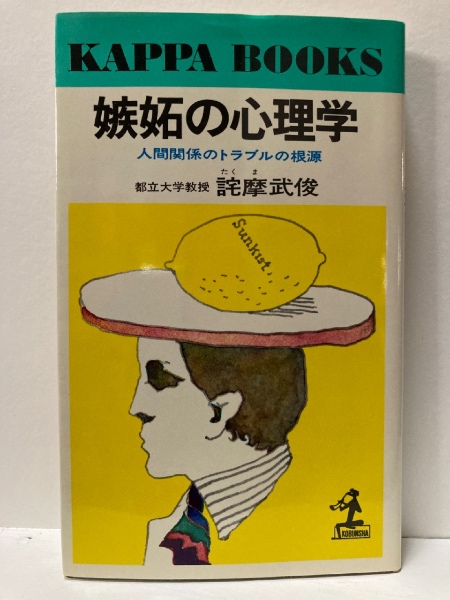 KAPPA BOOKS
嫉妬の心理学
人間関係のトラブルの根源
たく ま
都立大学教授 詫摩武俊
Sunkist
KOBUNSHA